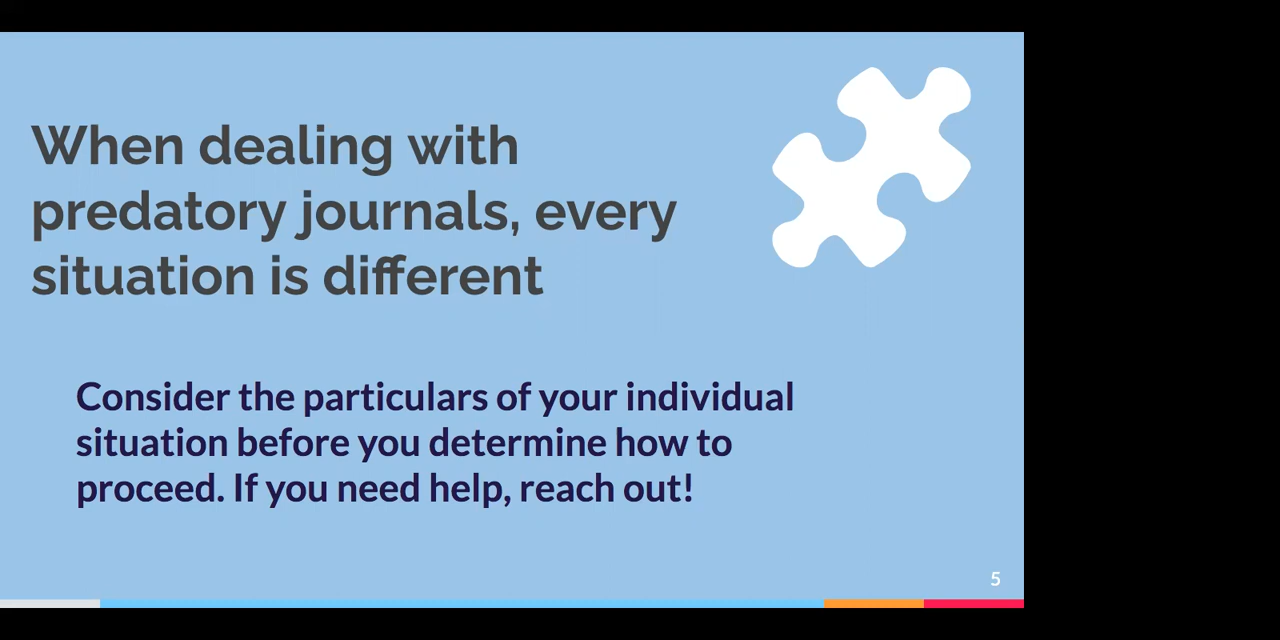 When dealing with
predatory journals, every
situation is different
Consider the particulars of your individual
situation before you determine how to
proceed. If you need help, reach out!
5